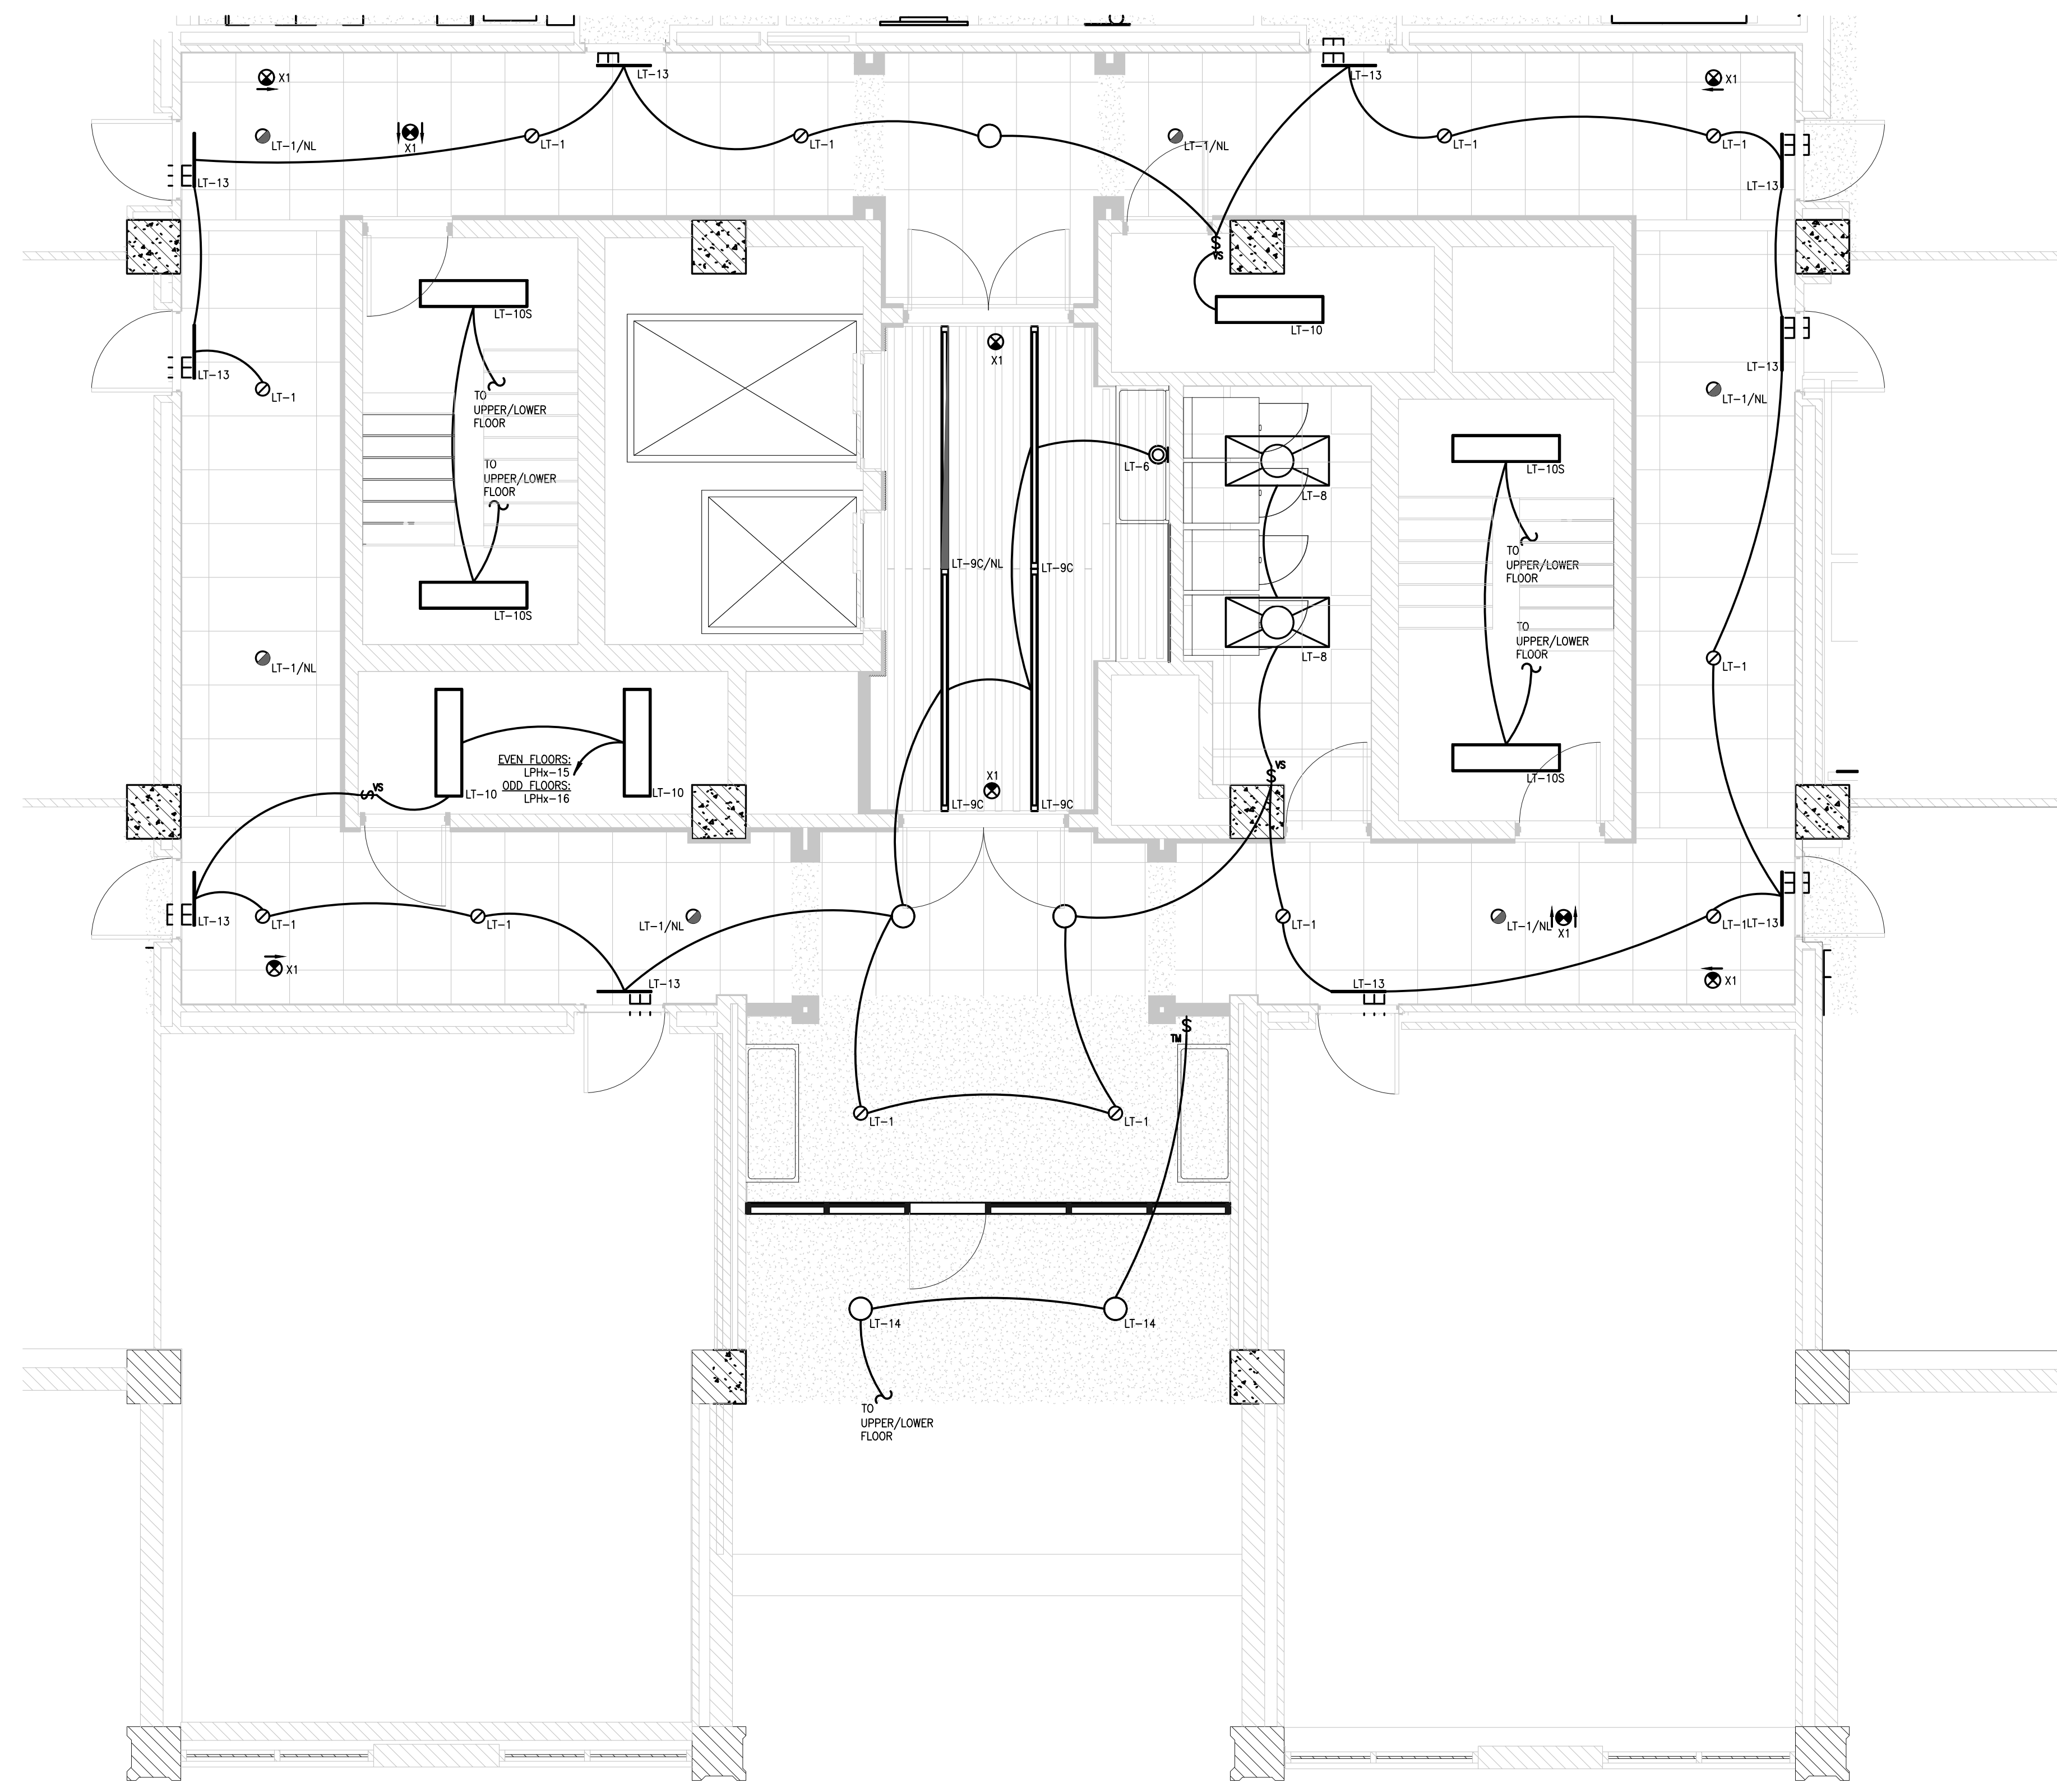 LT-13
LT-13
X1
X1
LT-1/NL
X1
LT-1
LT-1
LT-1/NL
LT-1
LT-1
LT-13
LT-13
VS
LT-10S
LT-10
LT-13
LT-13
LT-1
LT-1/NL
TO
UPPER/LOWER
FLOOR
X1
TO
UPPER/LOWER
FLOOR
LT-6
LT-8
LT-10S
TO
UPPER/LOWER
FLOOR
LT-9C/NL
LT-9C
LT-10S
TO
UPPER/LOWER
FLOOR
LT-8
LT-1/NL
LT-1
EVEN FLOORS:
LPHx-15
ODD FLOORS:
LPHx-16
VS
LT-10
LT-10
X1
LT-9C
LT-9C
VS
LT-10S
LT-13
LT-1
LT-1
LT-1/NL
LT-1
LT-1/NL
X1
LT-1
LT-13
X1
LT-13
LT-13
X1
TM
LT-1
LT-1
LT-14
LT-14
TO
UPPER/LOWER
FLOOR